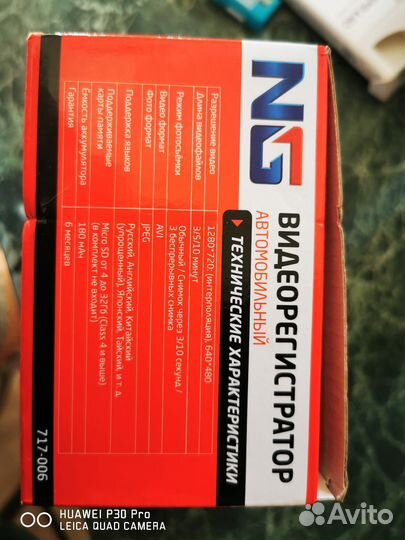 NG
ВИДЕОРЕГИСТРАТОР
АВТОМОБИЛЬНЫЙ
ТЕХНИЧЕСКИЕ ХАРАКТЕРИСТИКИ
Разрешение видео 1280*720: (интерполяция), 640*480
Длина видеофайлов 3/5/10 минут
Режим фотосъёмки Обычный / Снимок через 3/10 секунд /
3 беспрерывных снимка
Видео формат AVI
Фото формат JPEG
Поддержка языков Русский, Английский, Китайский
(упрощенный), Японский, Тайский, и т. д.
Поддерживаемые Micro SD от 4 до 32Гб (Class 4 и выше)
карты памяти (в комплект не входит)
Емкость аккумулятора 180 мАч
Гарантия 6 месяцев
717-006
HUAWEI P30 Pro
LEICA QUAD CAMERA
Avito